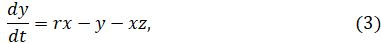 dy/dt = rx − y − xz, (3)